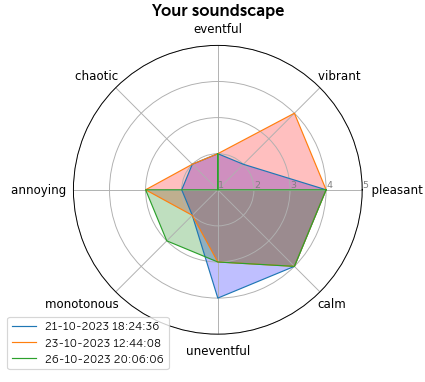 Your soundscape
eventful
chaotic
vibrant
annoying
1 2 3 4 5
pleasant
monotonous
calm
uneventful
21-10-2023 18:24:36
23-10-2023 12:44:08
26-10-2023 20:06:06